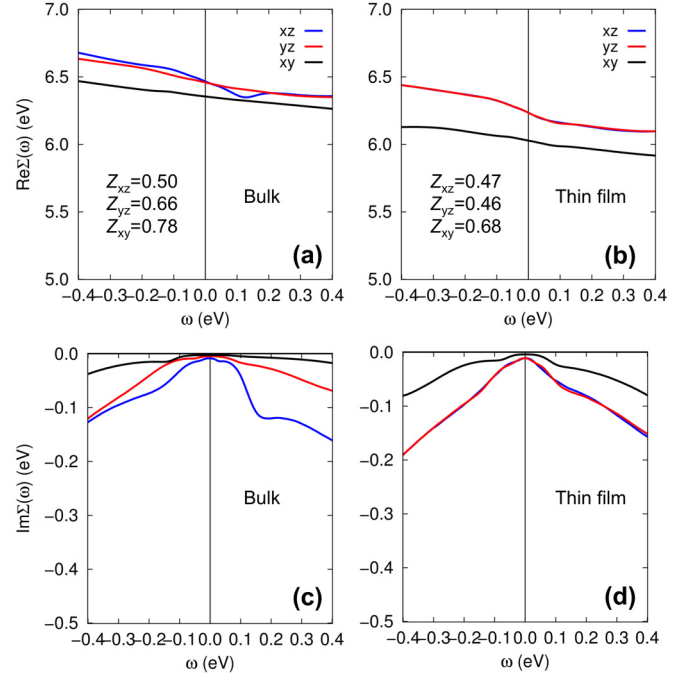 7.0
6.5
6.0
5.5
5.0
ReΣ(ω) (eV)
xz
yz
xy
Z_xz=0.50
Z_yz=0.66
Z_xy=0.78
Bulk
(a)
−0.4−0.3−0.2−0.1 0.0 0.1 0.2 0.3 0.4
ω (eV)
7.0
6.5
6.0
5.5
5.0
xz
yz
xy
Z_xz=0.47
Z_yz=0.46
Z_xy=0.68
Thin film
(b)
−0.4−0.3−0.2−0.1 0.0 0.1 0.2 0.3 0.4
ω (eV)
0.0
−0.1
−0.2
−0.3
−0.4
−0.5
ImΣ(ω) (eV)
Bulk
(c)
−0.4−0.3−0.2−0.1 0.0 0.1 0.2 0.3 0.4
ω (eV)
0.0
−0.1
−0.2
−0.3
−0.4
−0.5
Thin film
(d)
−0.4−0.3−0.2−0.1 0.0 0.1 0.2 0.3 0.4
ω (eV)